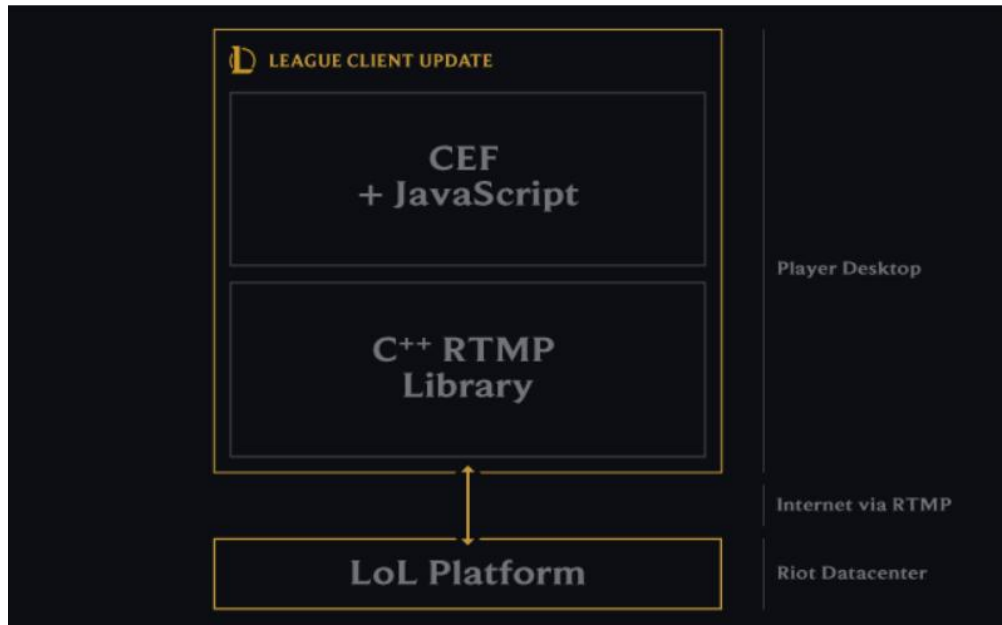 LEAGUE CLIENT UPDATE
CEF
+ JavaScript
C++ RTMP
Library
Player Desktop
Internet via RTMP
LoL Platform
Riot Datacenter